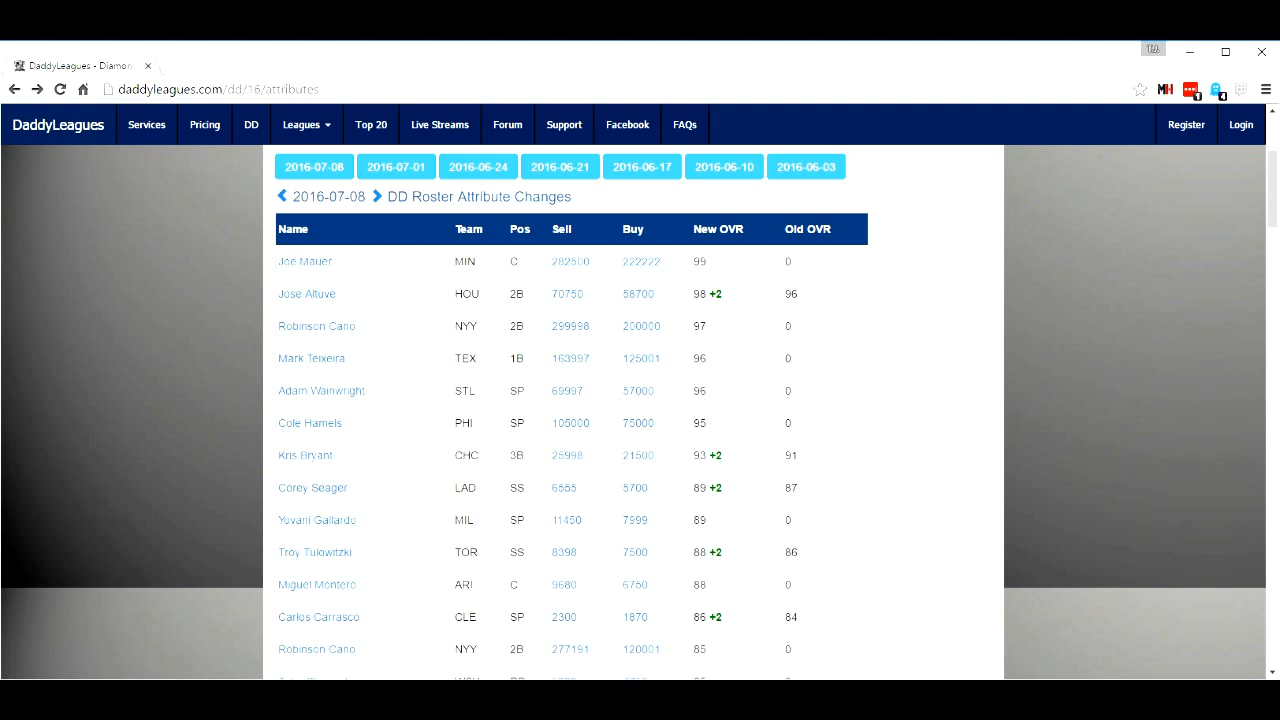 DaddyLeagues - Diamon
daddyleagues.com/dd/16/attributes
DaddyLeagues Services Pricing DD Leagues Top 20 Live Streams Forum Support Facebook FAQs Register Login
2016-07-08 2016-07-01 2016-06-24 2016-06-21 2016-06-17 2016-06-10 2016-06-03
2016-07-08 DD Roster Attribute Changes
Name Team Pos Sell Buy New OVR Old OVR
Joe Mauer MIN C 282500 222222 99 0
Jose Altuve HOU 2B 70750 58700 98 +2 96
Robinson Cano NYY 2B 299998 200000 97 0
Mark Teixeira TEX 1B 163997 125001 96 0
Adam Wainwright STL SP 69997 57000 96 0
Cole Hamels PHI SP 105000 75000 95 0
Kris Bryant CHC 3B 25998 21500 93 +2 91
Corey Seager LAD SS 6555 5700 89 +2 87
Yovani Gallardo MIL SP 11450 7999 89 0
Troy Tulowitzki TOR SS 8398 7500 88 +2 86
Miguel Montero ARI C 9680 6750 88 0
Carlos Carrasco CLE SP 2300 1870 86 +2 84
Robinson Cano NYY 2B 277191 120001 85 0